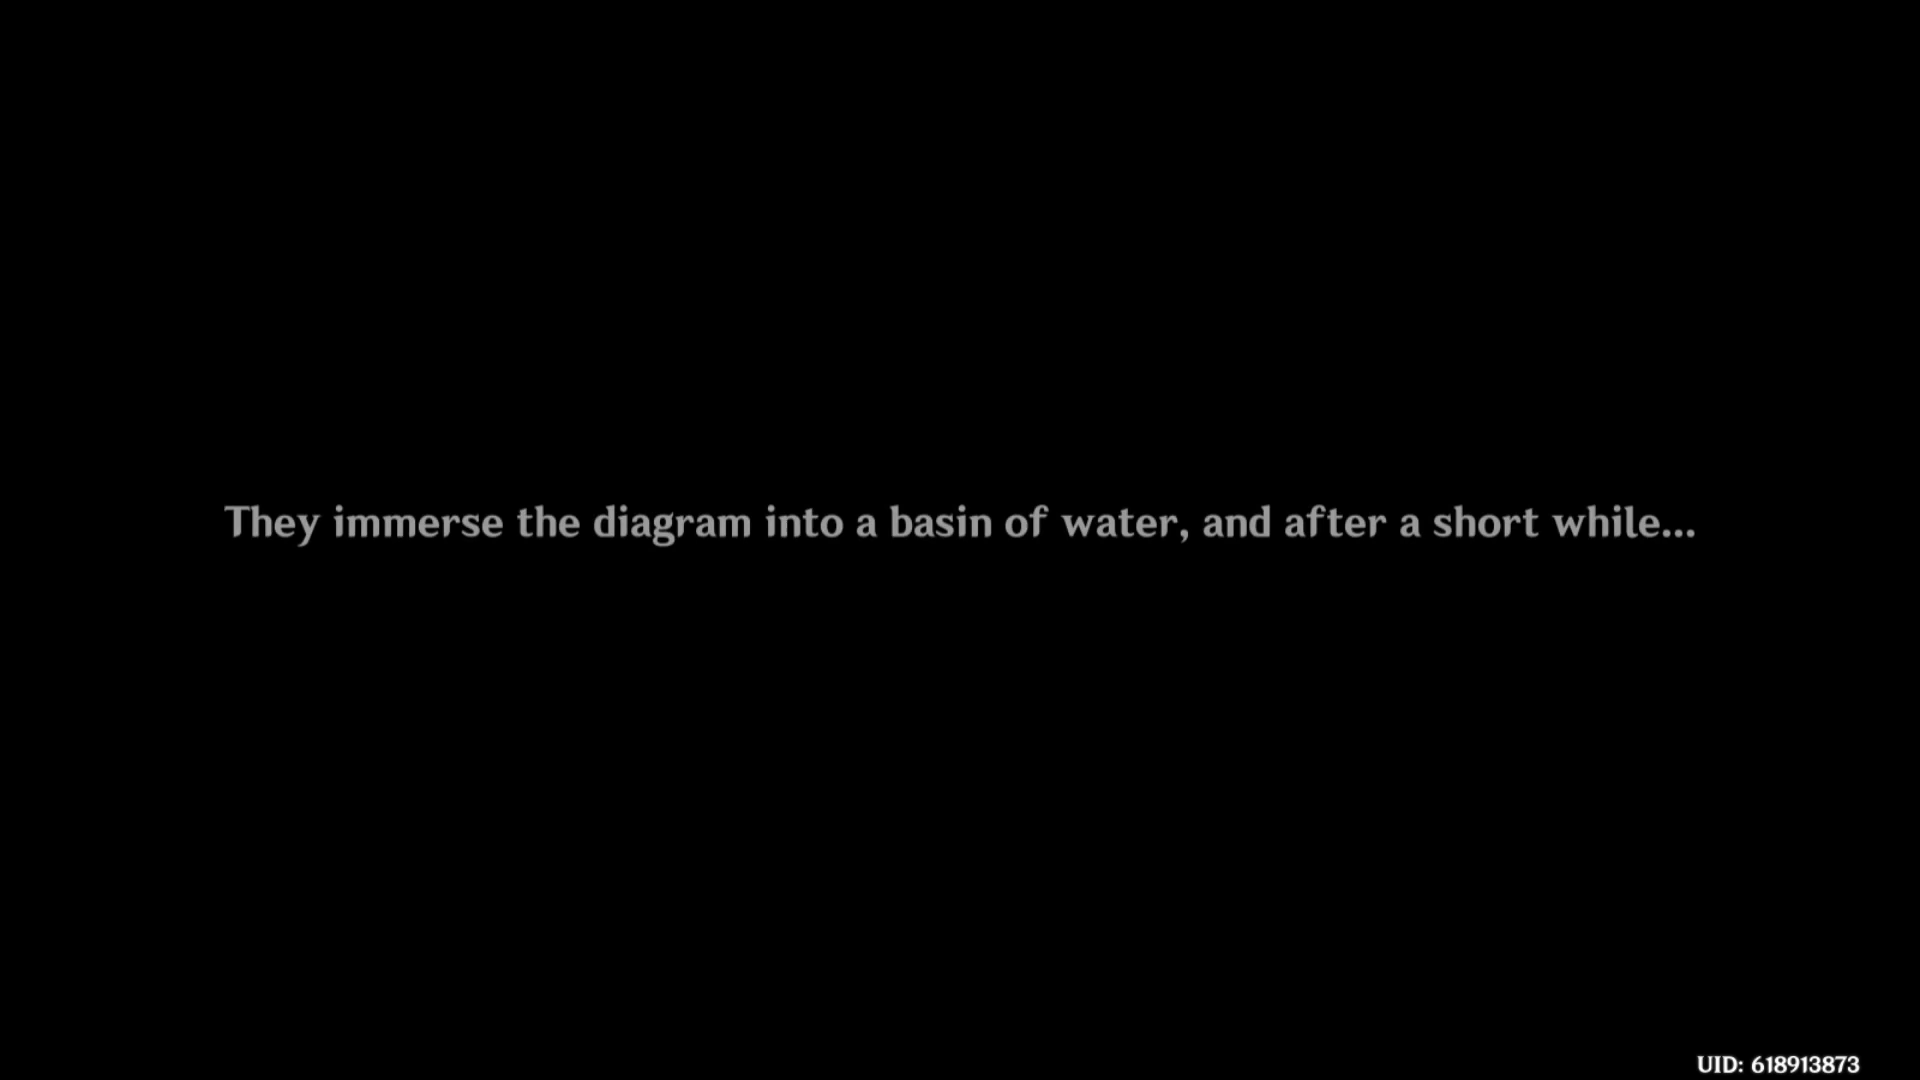 They immerse the diagram into a basin of water, and after a short while...
UID: 618913873